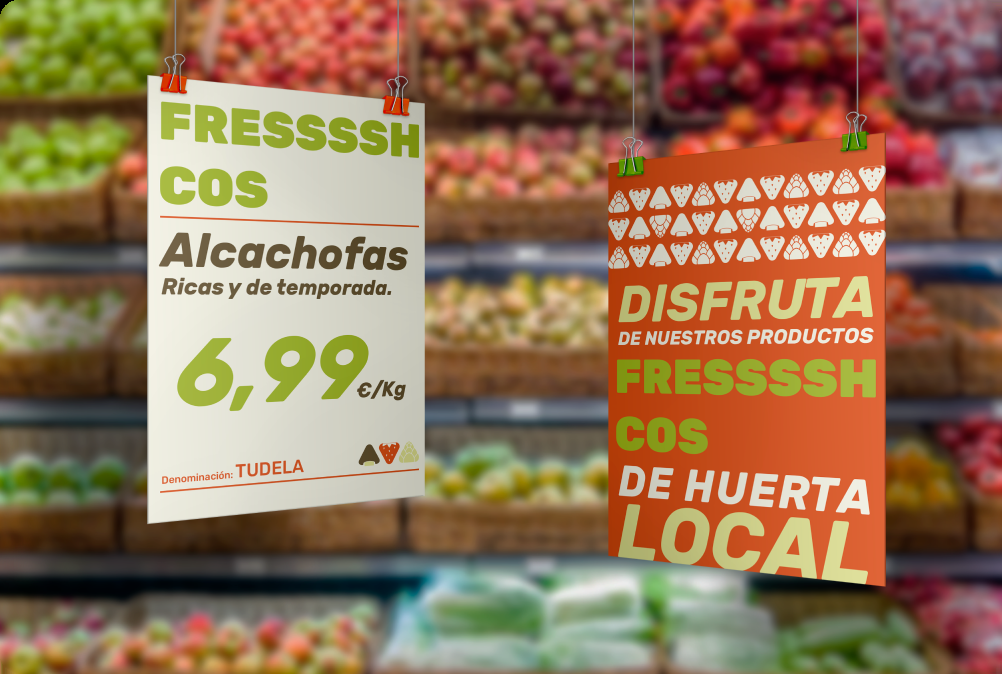 FRESSSSH
COS
Alcachofas
Ricas y de temporada.
6,99 €/Kg
Denominación: TUDELA
DISFRUTA
DE NUESTROS PRODUCTOS
FRESSSSH
COS
DE HUERTA
LOCAL